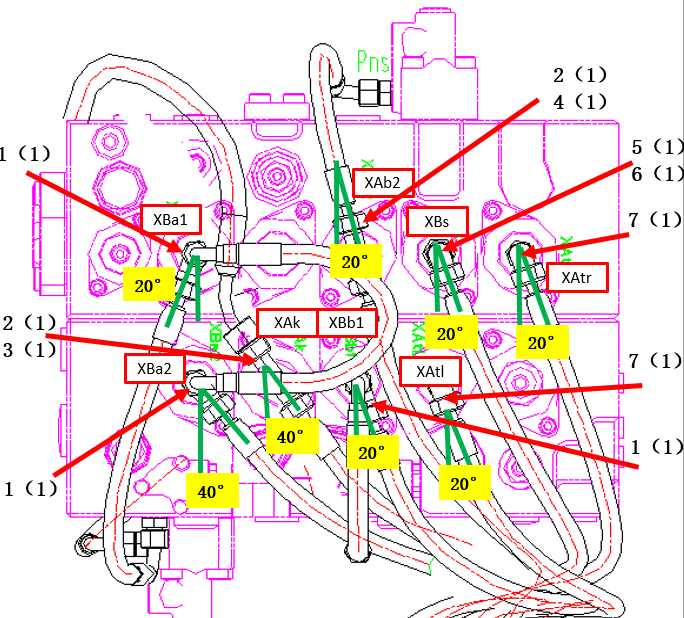 Pns
2（1）
4（1）
5（1）
6（1）
1（1）
XAb2
XBa1
XBs
7（1）
20°
XAtr
20°
2（1）
3（1）
XAk
XBb1
20°
20°
XBa2
XAtl
7（1）
40°
20°
1（1）
1（1）
40°
20°